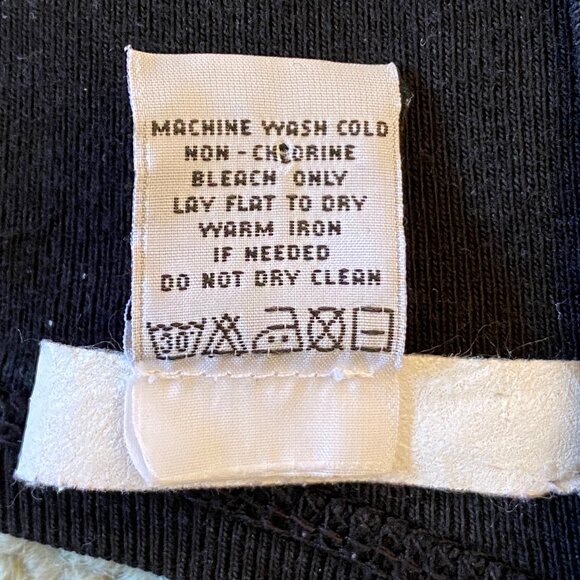 MACHINE WASH COLD
NON-CHLORINE
BLEACH ONLY
LAY FLAT TO DRY
WARM IRON
IF NEEDED
DO NOT DRY CLEAN
30